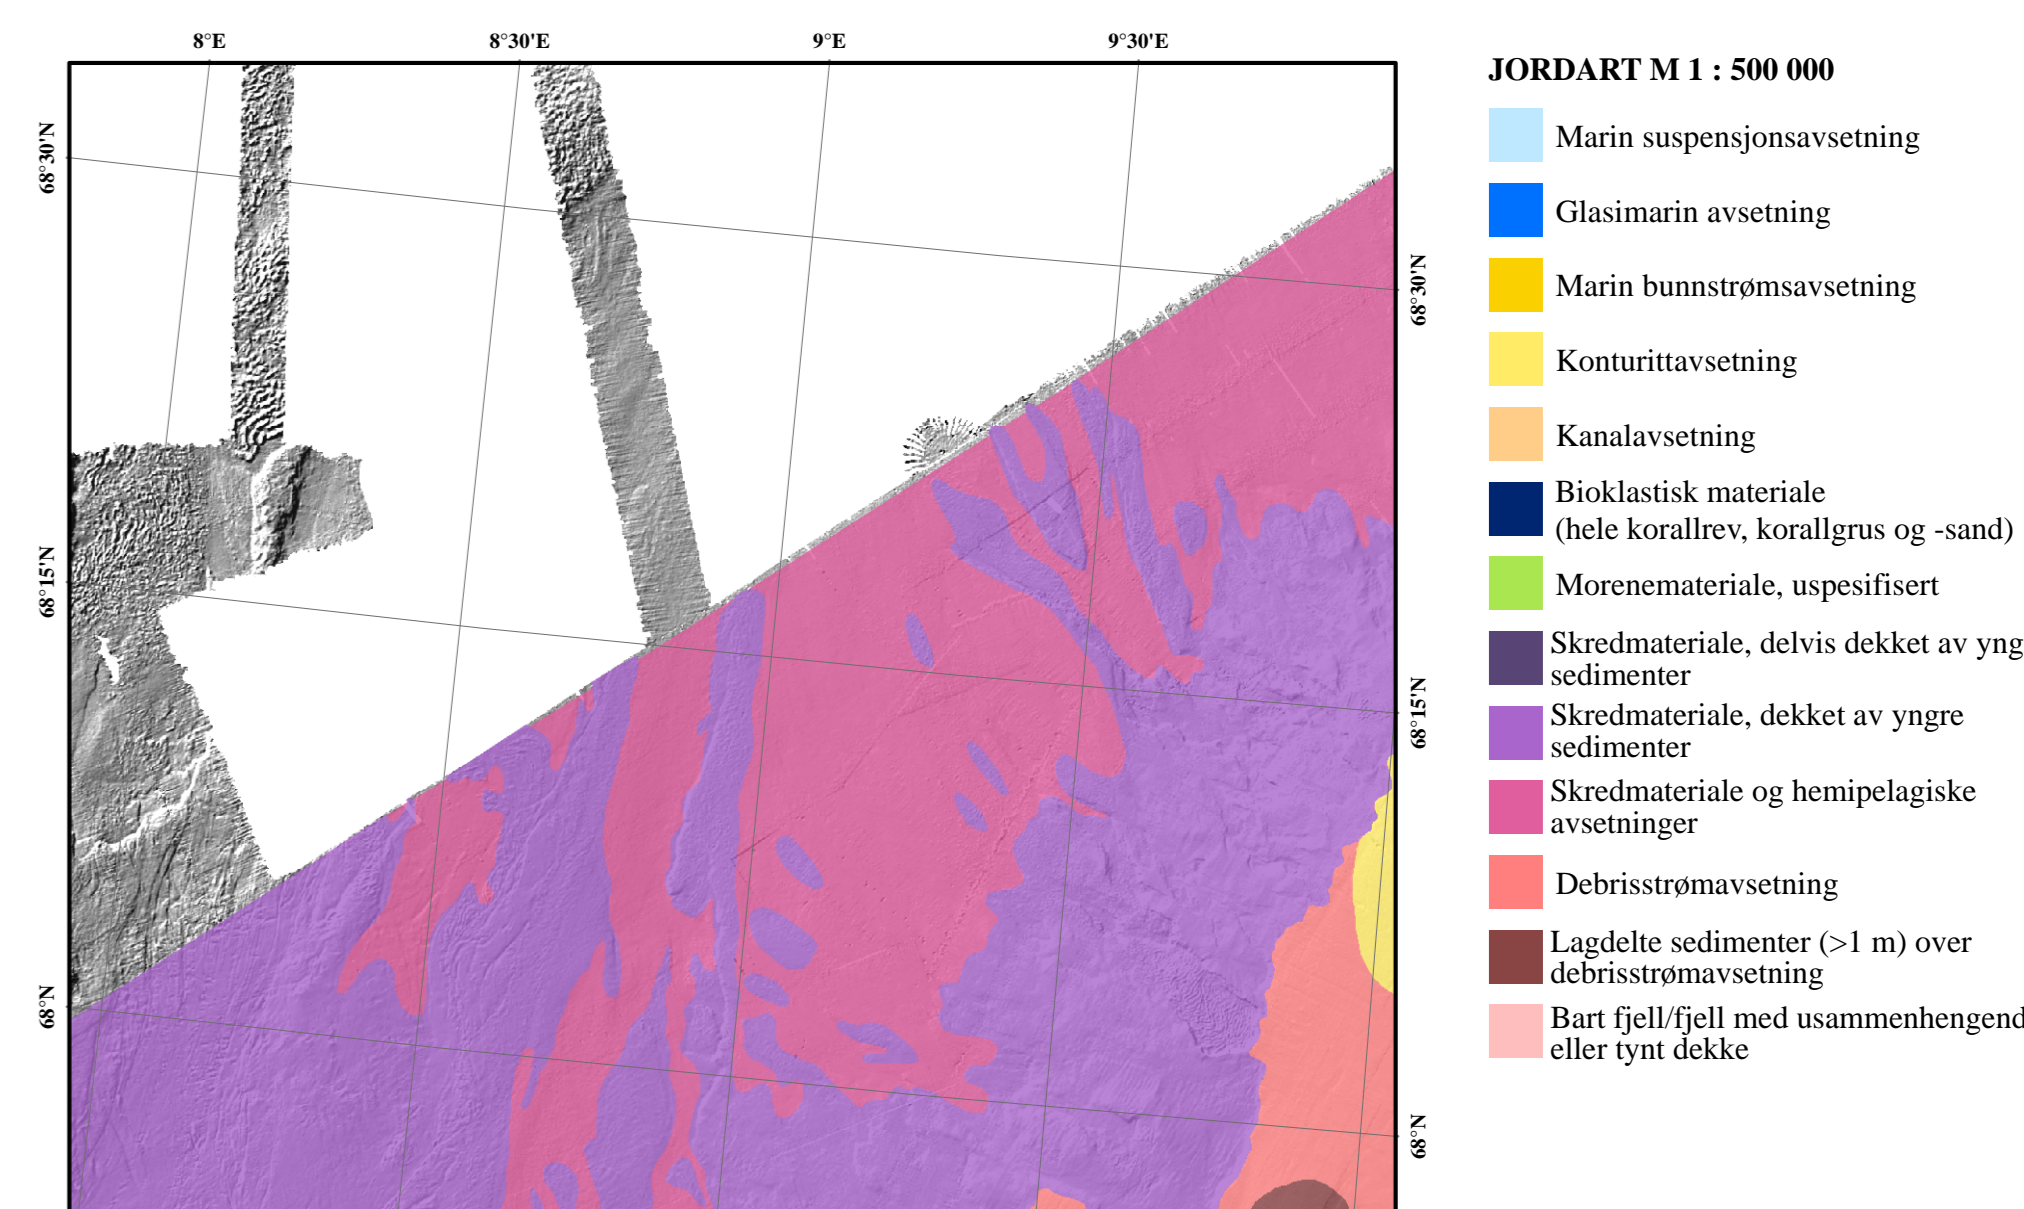 8°E 8°30'E 9°E 9°30'E
68°30'N
68°15'N
68°N
68°30'N
68°15'N
68°N
JORDART M 1 : 500 000
Marin suspensjonsavsetning
Glasimarin avsetning
Marin bunnstrømsavsetning
Konturittavsetning
Kanalavsetning
Bioklastisk materiale
(hele korallrev, korallgrus og -sand)
Morenemateriale, uspesifisert
Skredmateriale, delvis dekket av yng
sedimenter
Skredmateriale, dekket av yngre
sedimenter
Skredmateriale og hemipelagiske
avsetninger
Debrisstrømavsetning
Lagdelte sedimenter (>1 m) over
debrisstrømavsetning
Bart fjell/fjell med usammenhengend
eller tynt dekke